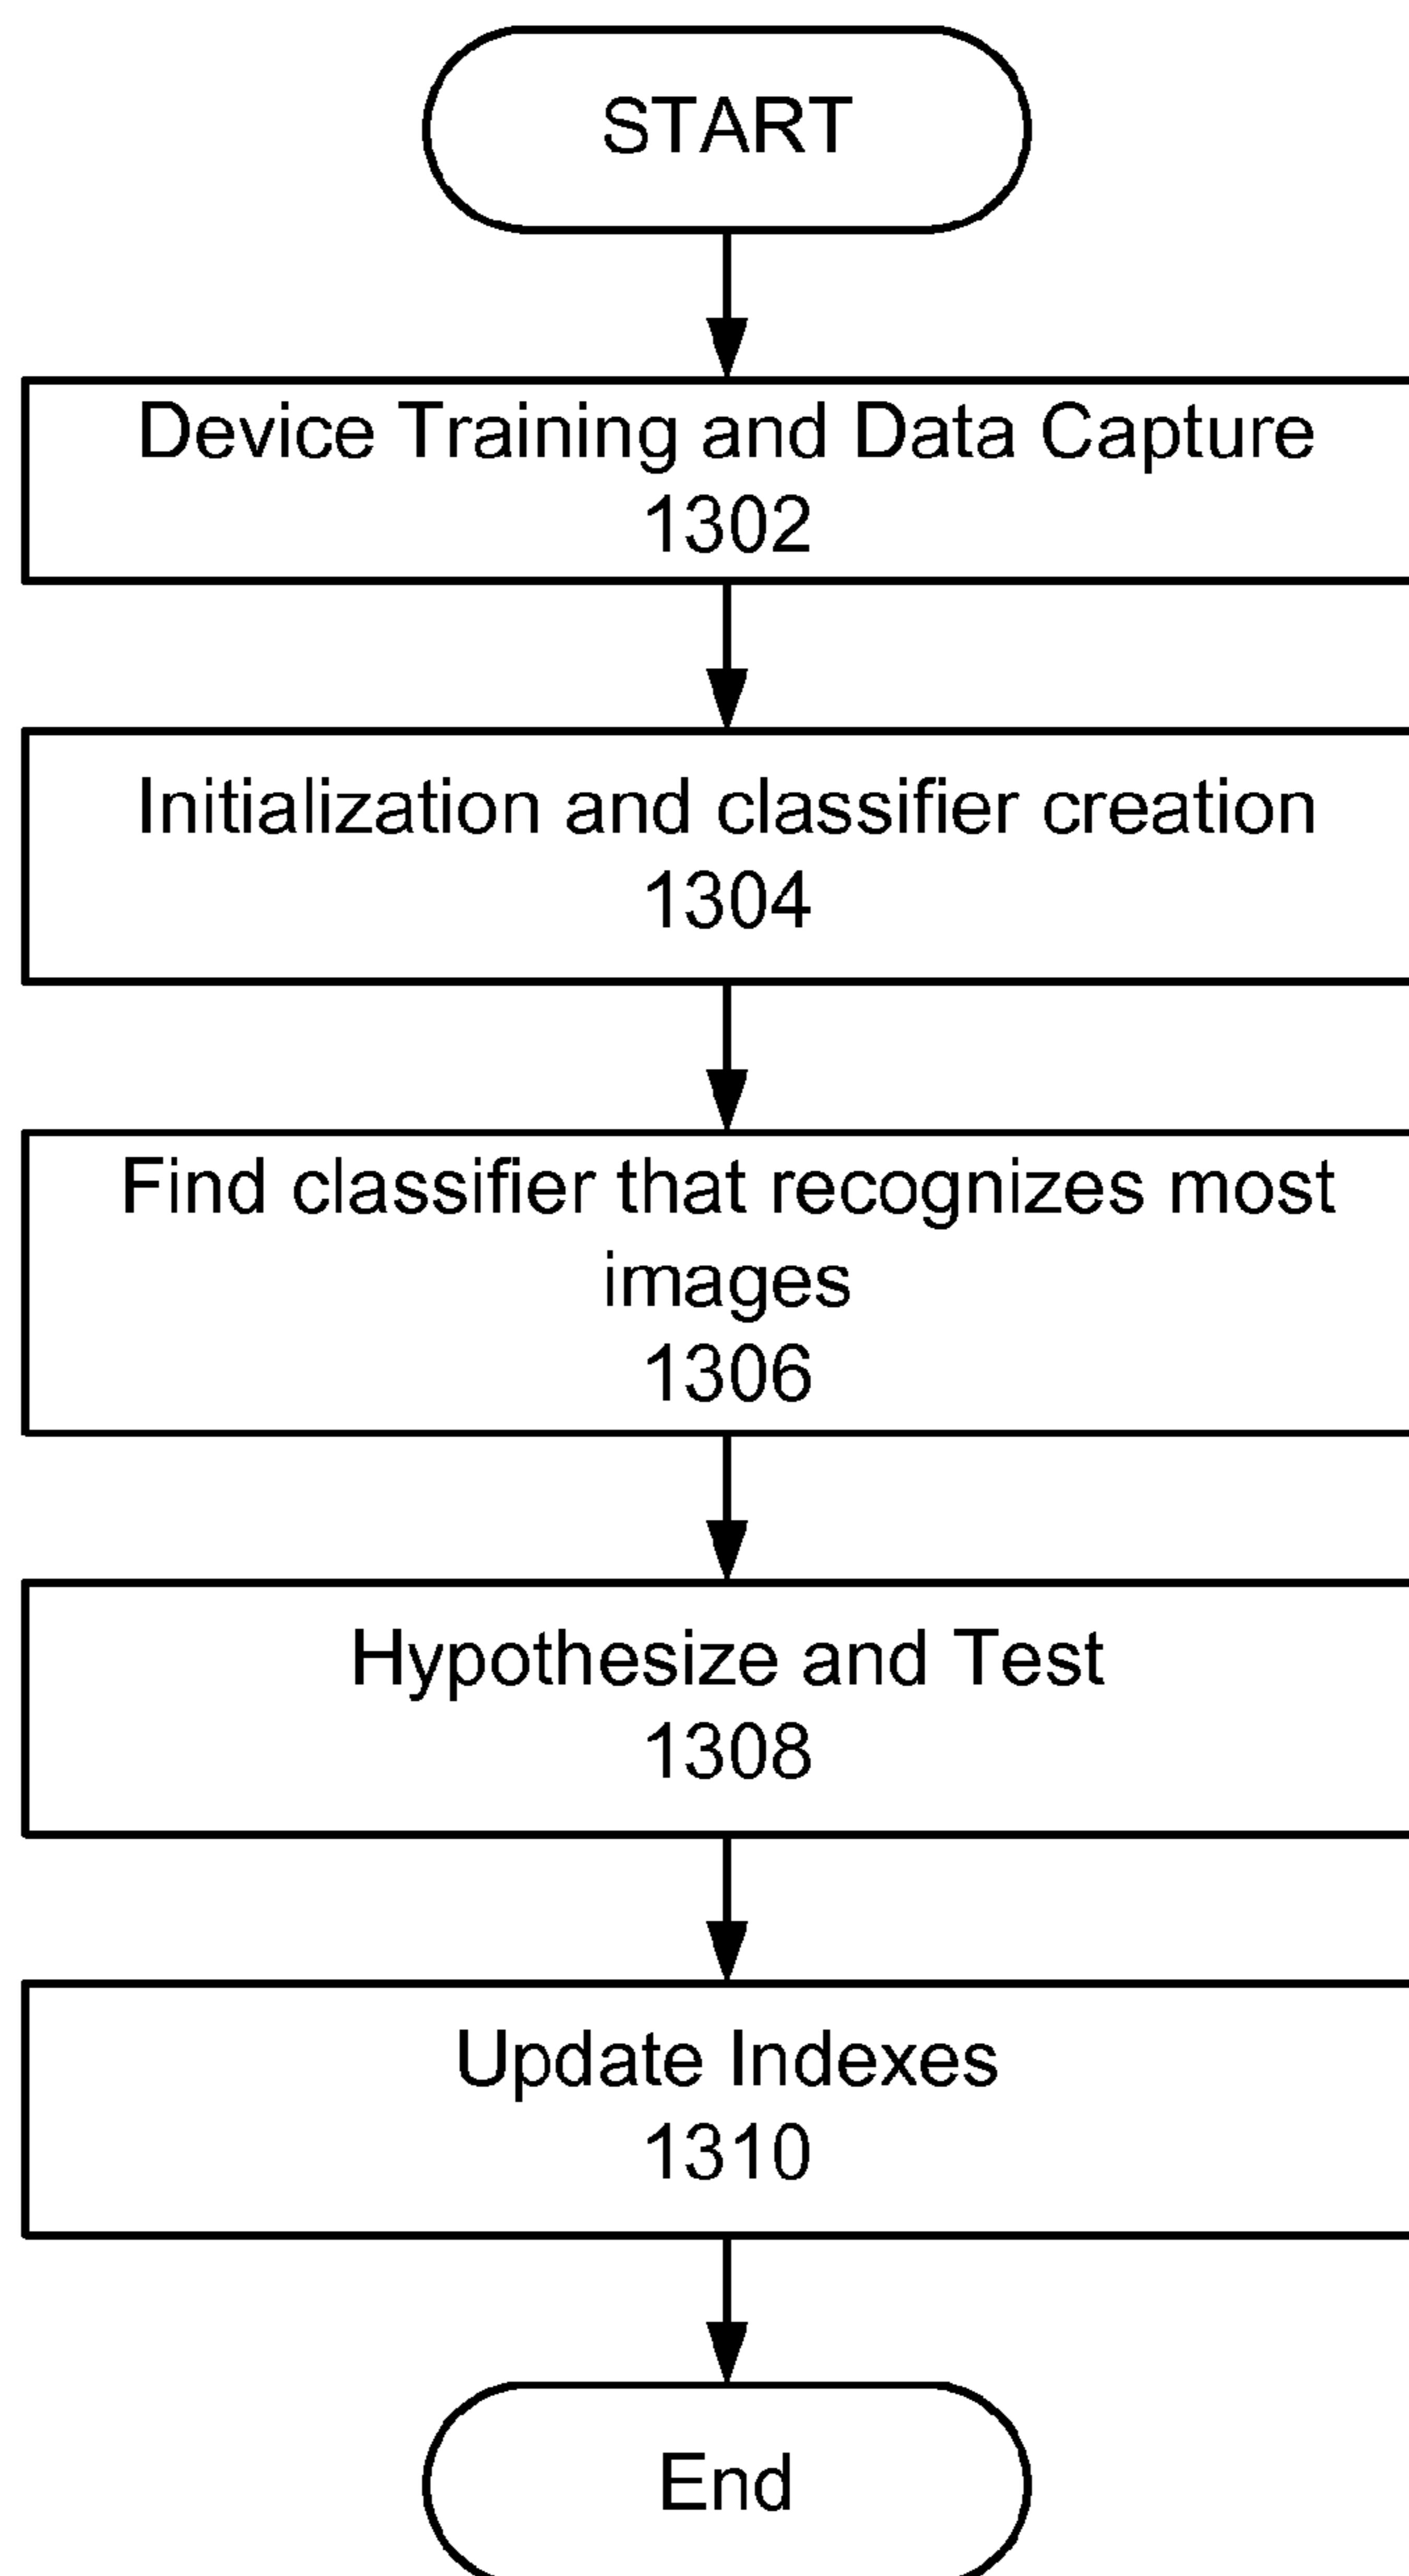 START
Device Training and Data Capture
1302
Initialization and classifier creation
1304
Find classifier that recognizes most
images
1306
Hypothesize and Test
1308
Update Indexes
1310
End